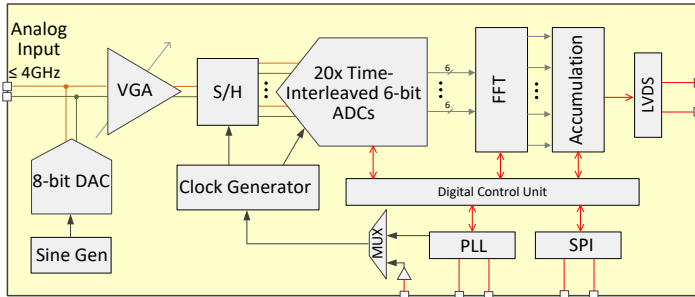 Analog
Input
≤ 4GHz
VGA
S/H
20x Time-
Interleaved 6-bit
ADCs
6
6
FFT
Accumulation
LVDS
8-bit DAC
Clock Generator
Digital Control Unit
Sine Gen
MUX
PLL
SPI